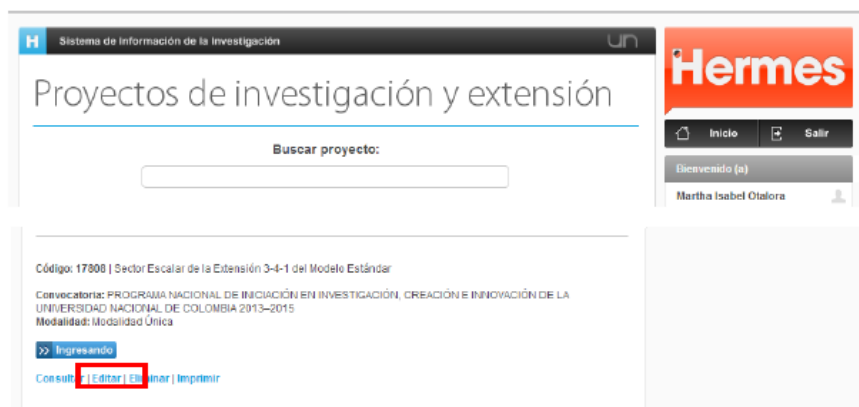 H Sistema de Información de la Investigación un
Hermes
Proyectos de investigación y extensión
Inicio Salir
Buscar proyecto:
Bienvenido (a)
Martha Isabel Otalora
Código: 17808 | Sector Escalar de la Extensión 3-4-1 del Modelo Estándar
Convocatoria: PROGRAMA NACIONAL DE INICIACIÓN EN INVESTIGACIÓN, CREACIÓN E INNOVACIÓN DE LA
UNIVERSIDAD NACIONAL DE COLOMBIA 2013–2015
Modalidad: Modalidad Única
>> Ingresando
Consultar | Editar | Eliminar | Imprimir